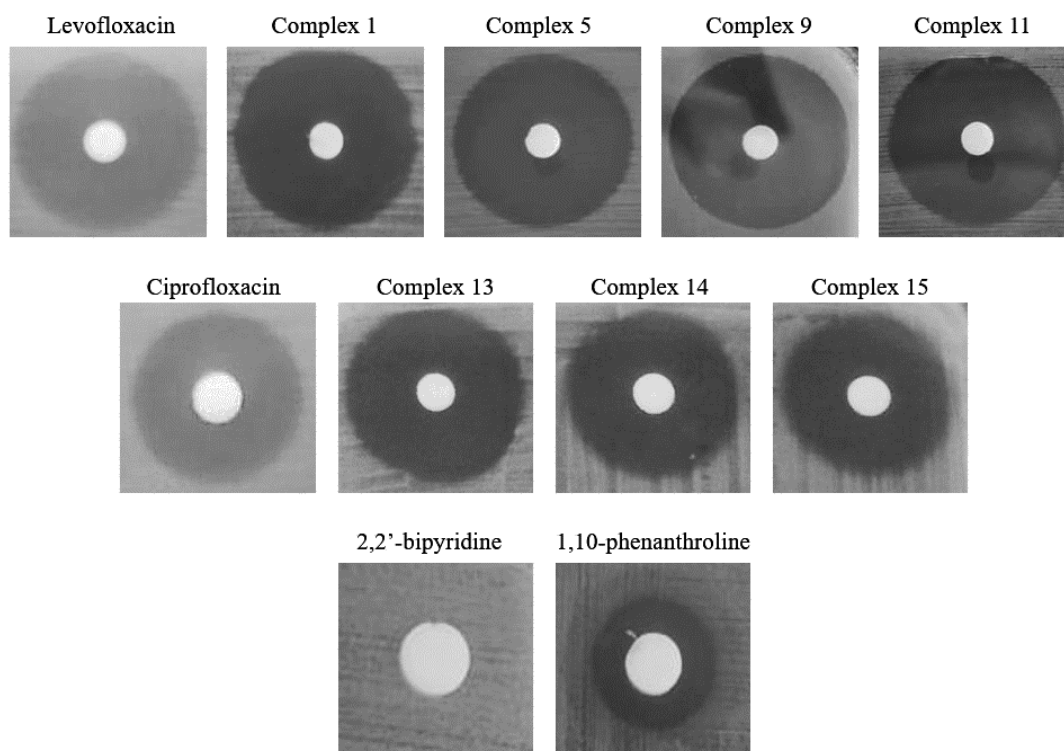 Levofloxacin Complex 1 Complex 5 Complex 9 Complex 11
Ciprofloxacin Complex 13 Complex 14 Complex 15
2,2’-bipyridine 1,10-phenanthroline